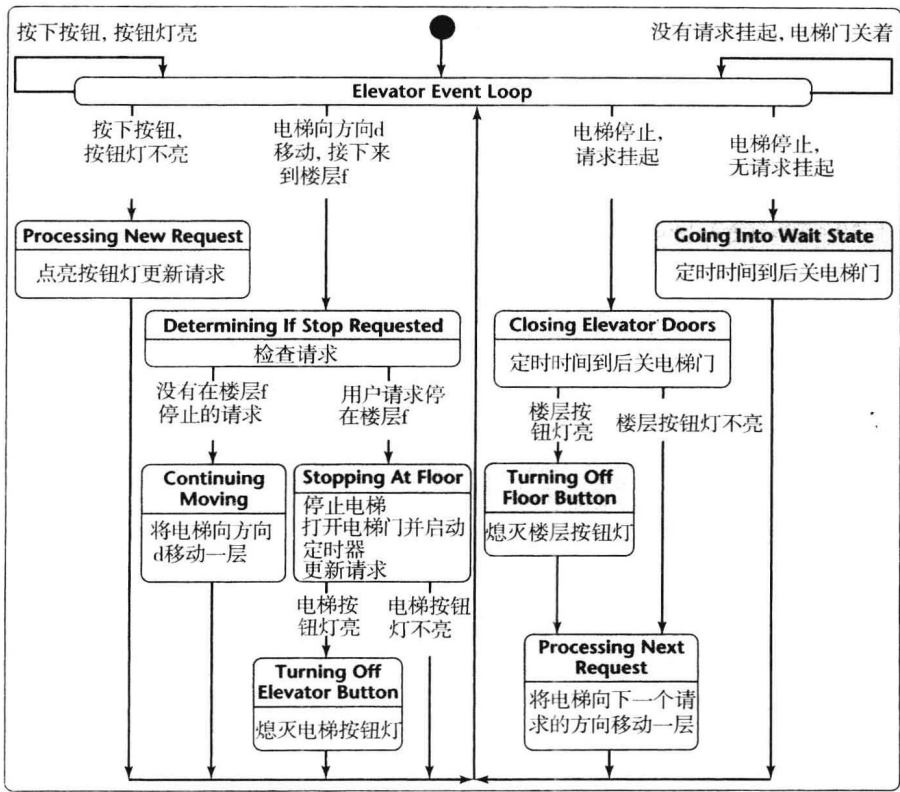 按下按钮, 按钮灯亮
没有请求挂起, 电梯门关着
Elevator Event Loop
按下按钮,
按钮灯不亮
电梯向方向d
移动, 接下来
到楼层f
电梯停止,
请求挂起
电梯停止,
无请求挂起
Processing New Request
点亮按钮灯更新请求
Going Into Wait State
定时时间到后关电梯门
Determining If Stop Requested
检查请求
Closing Elevator Doors
定时时间到后关电梯门
没有在楼层f
停止的请求
用户请求停
在楼层f
楼层按
钮灯亮
楼层按钮灯不亮
Continuing
Moving
将电梯向方向
d移动一层
Stopping At Floor
停止电梯
打开电梯门并启动
定时器
更新请求
Turning Off
Floor Button
熄灭楼层按钮灯
电梯按
钮灯亮
电梯按钮
灯不亮
Turning Off
Elevator Button
熄灭电梯按钮灯
Processing Next
Request
将电梯向下一个请
求的方向移动一层